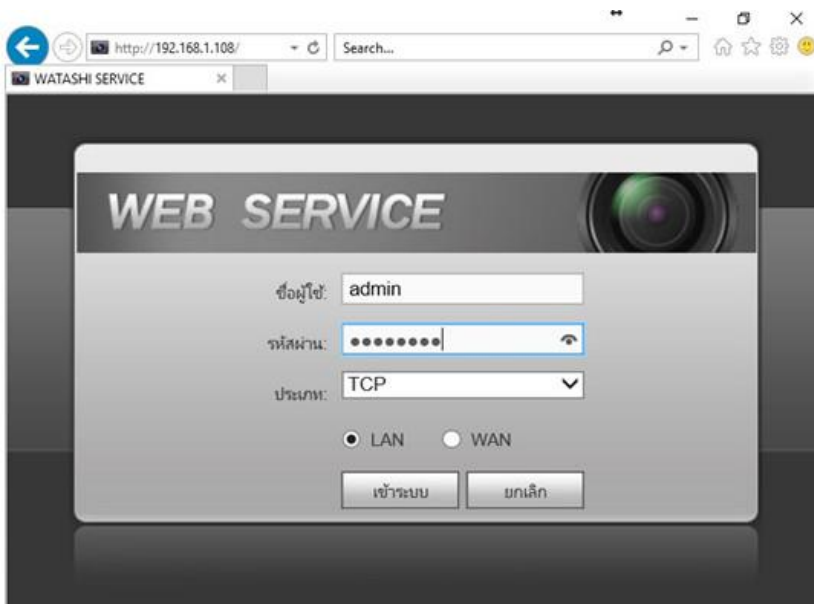 http://192.168.1.108/
Search...
WATASHI SERVICE
WEB SERVICE
ชื่อผู้ใช้: admin
รหัสผ่าน: ●●●●●●●●
ประเภท: TCP
LAN WAN
เข้าระบบ ยกเลิก